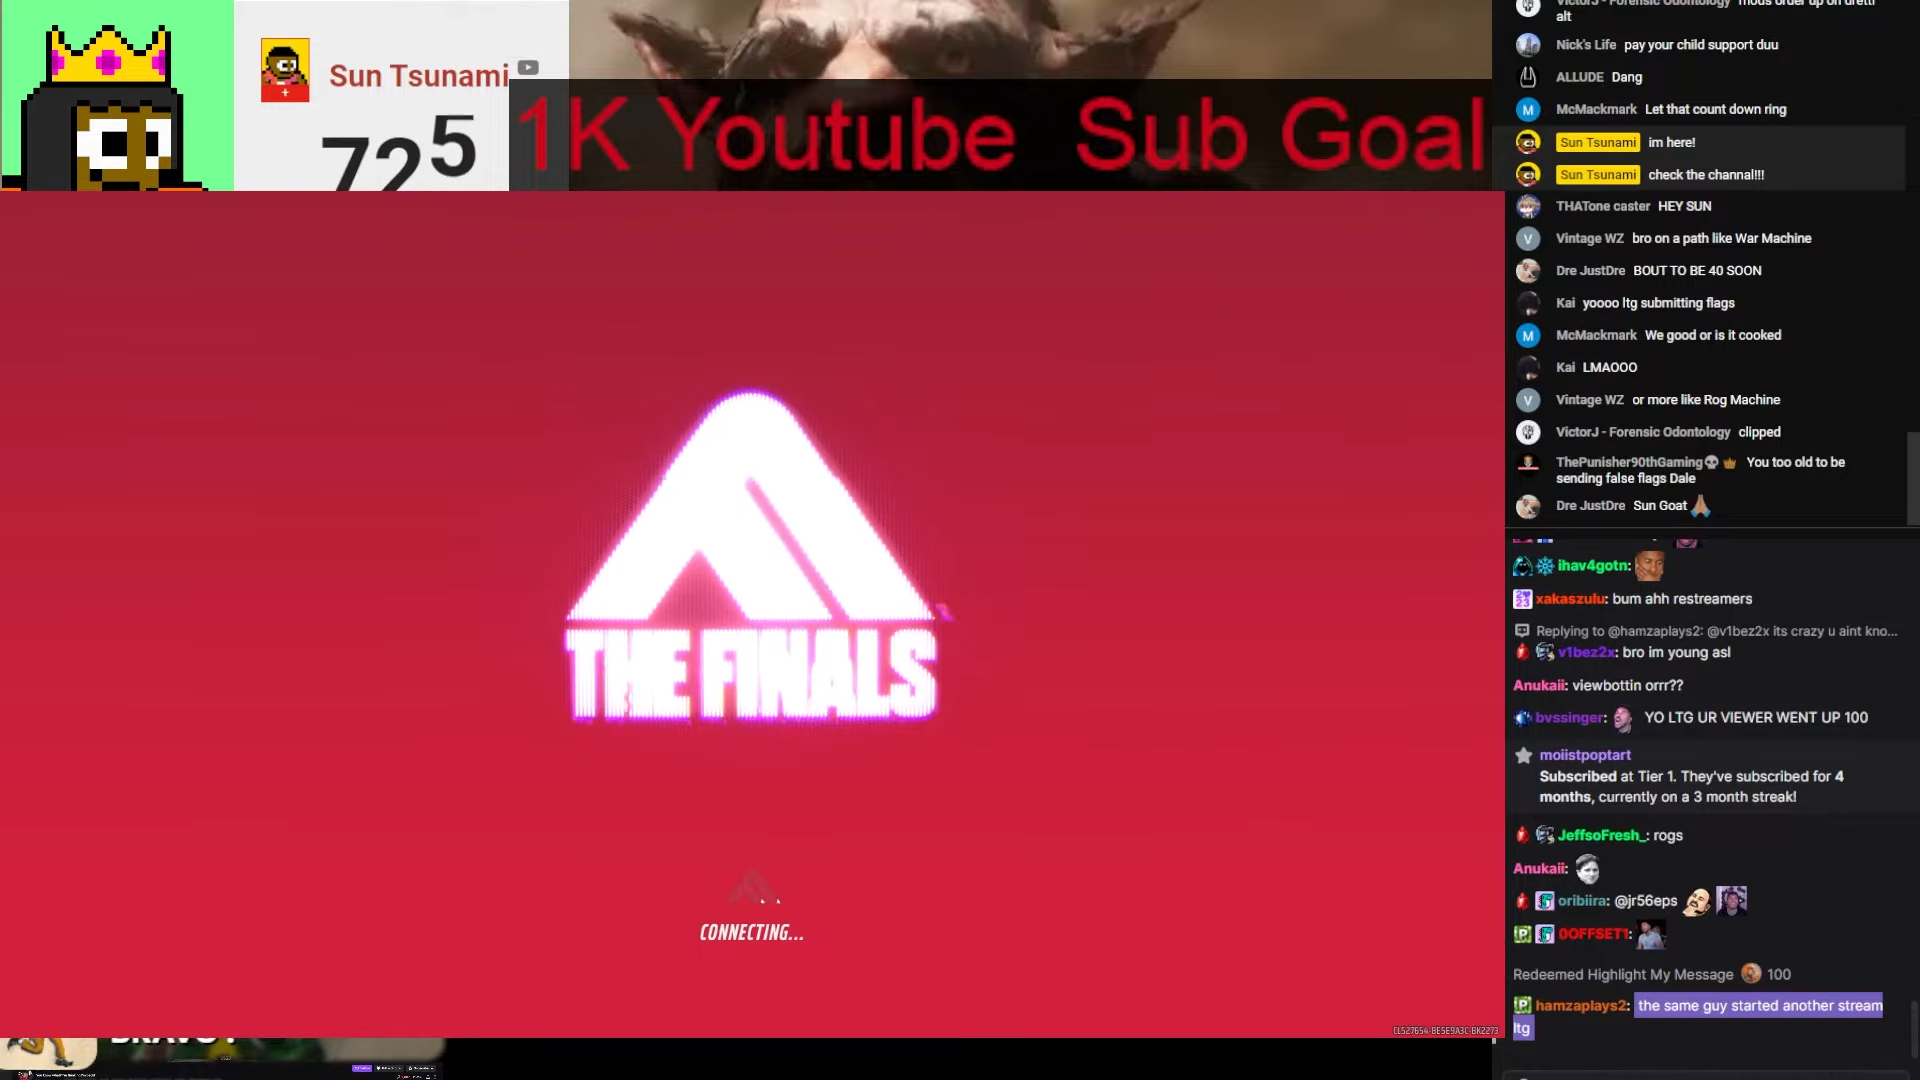 Sun Tsunami
725
1K Youtube Sub Goal
THE FINALS
CONNECTING...
CL527654-8E5E9A3C-BK2273
VictorJ - Forensic Odontology
alt
Nick's Life pay your child support duu
ALLUDE Dang
M McMackmark Let that count down ring
Sun Tsunami im here!
Sun Tsunami check the channal!!!
THATone caster HEY SUN
V Vintage WZ bro on a path like War Machine
Dre JustDre BOUT TO BE 40 SOON
Kai yoooo ltg submitting flags
M McMackmark We good or is it cooked
Kai LMAOOO
V Vintage WZ or more like Rog Machine
VictorJ - Forensic Odontology clipped
ThePunisher90thGaming💀👑 You too old to be
sending false flags Dale
Dre JustDre Sun Goat🙏🏽
ihav4gotn:
xakaszulu: bum ahh restreamers
Replying to @hamzaplays2: @v1bez2x its crazy u aint kno...
v1bez2x: bro im young asl
Anukaii: viewbottin orrr??
bvssinger: YO LTG UR VIEWER WENT UP 100
moiistpoptart
Subscribed at Tier 1. They've subscribed for 4
months, currently on a 3 month streak!
JeffsoFresh_: rogs
Anukaii:
oribiira: @jr56eps
0OFFSET1:
Redeemed Highlight My Message 100
hamzaplays2: the same guy started another stream
ltg